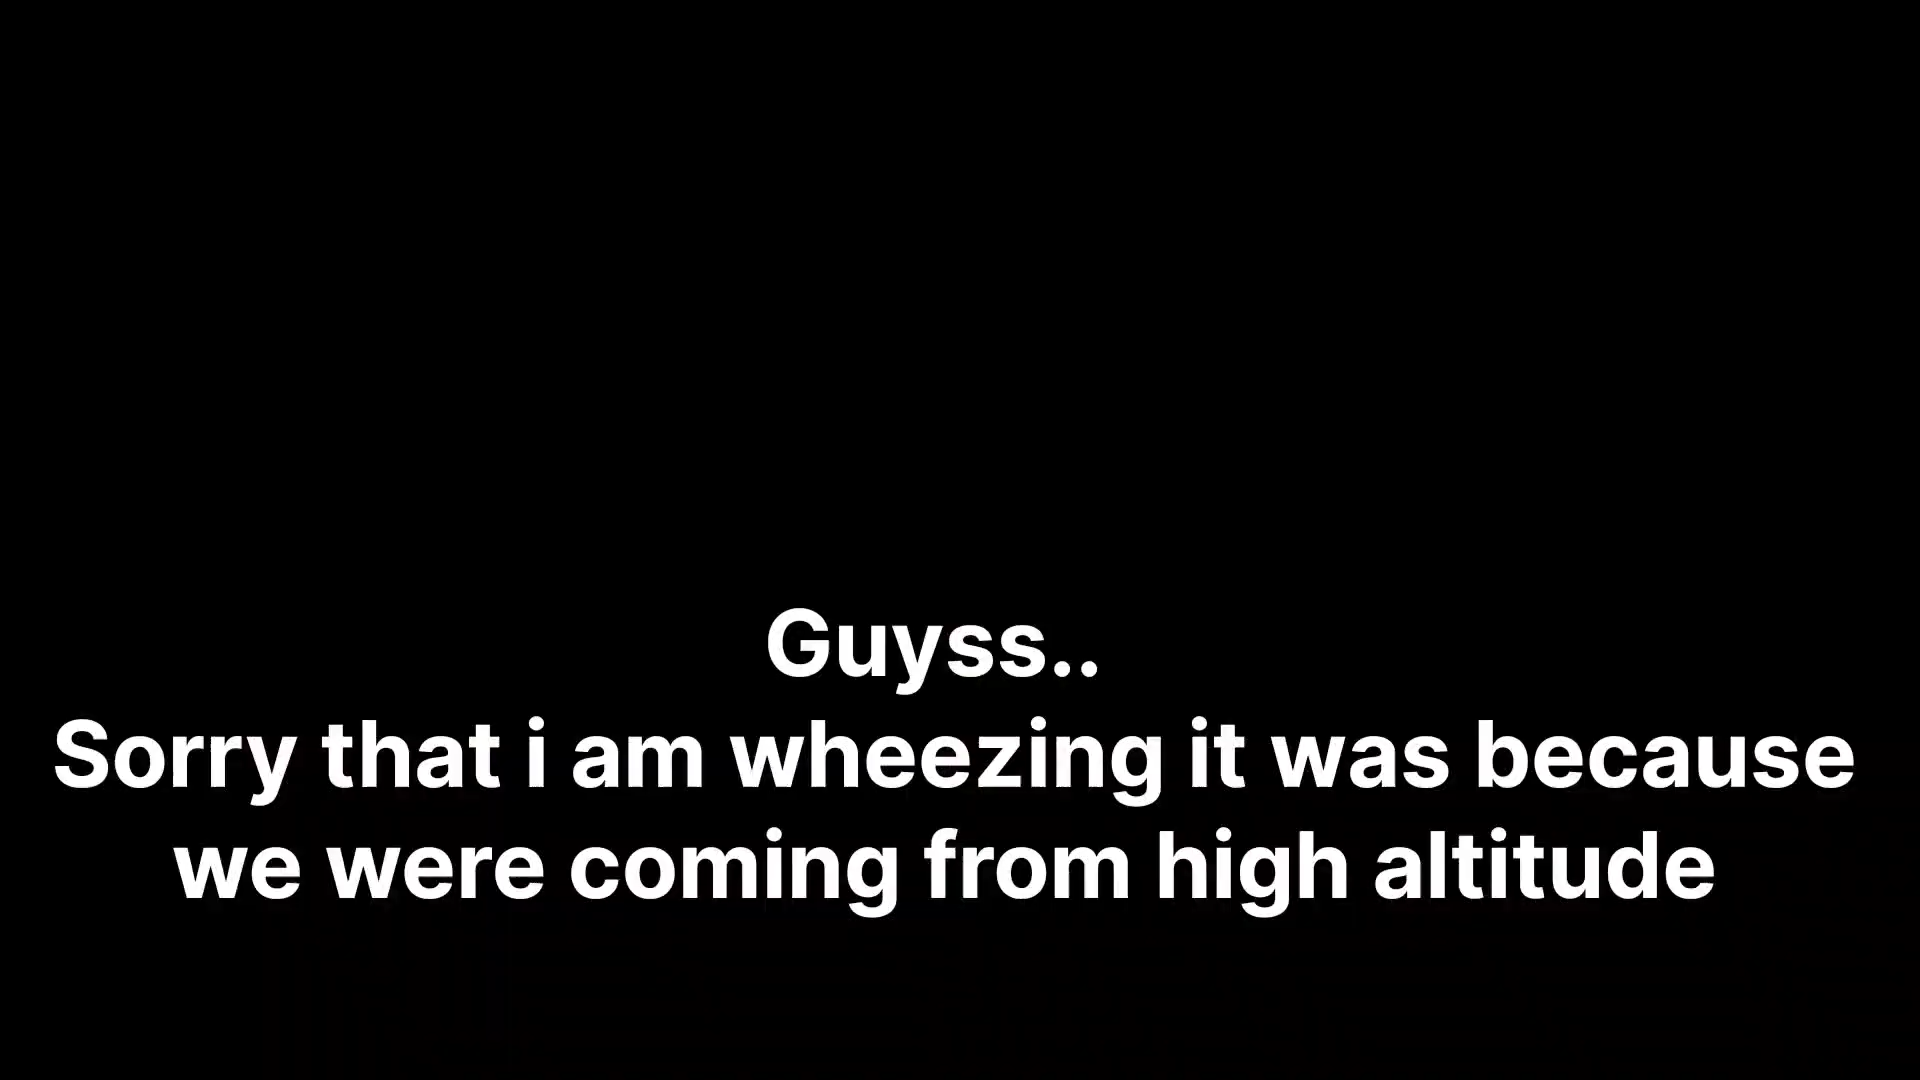 Guyss..
Sorry that i am wheezing it was because
we were coming from high altitude